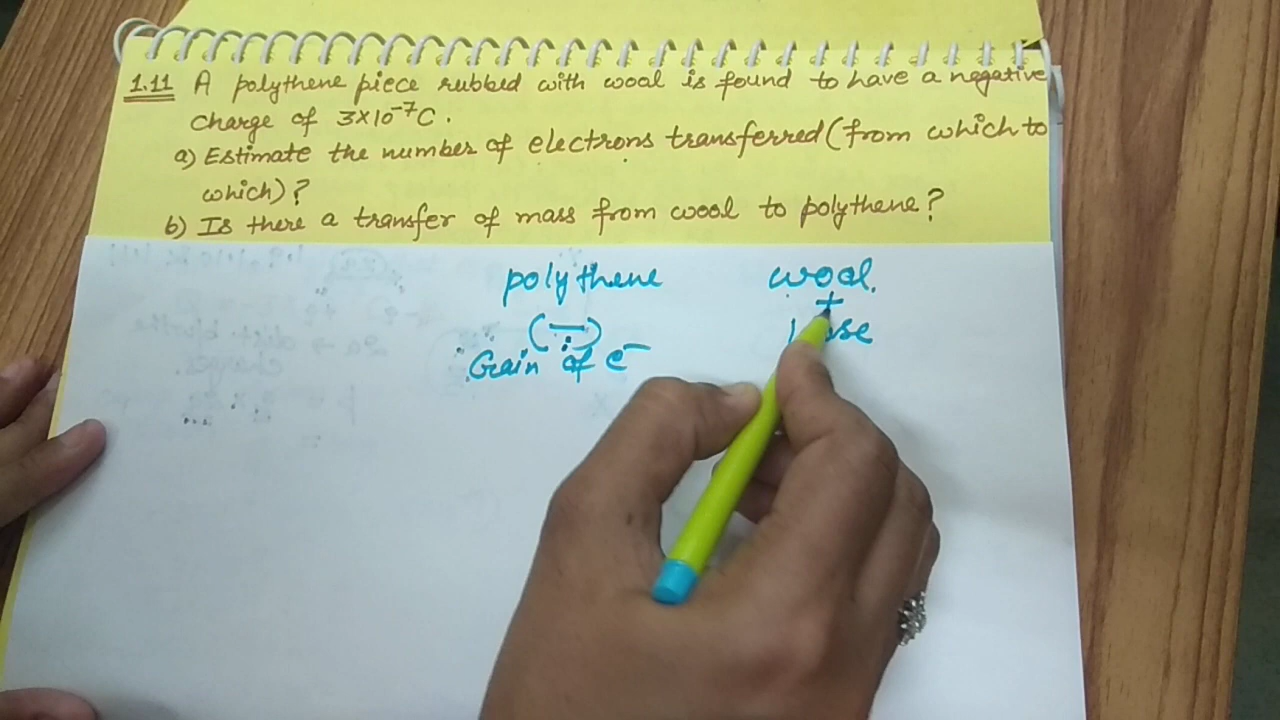 1.11 A polythene piece rubbed with wool is found to have a negative
charge of 3×10⁻⁷C.
a) Estimate the number of electrons transferred (from which to
which)?
b) Is there a transfer of mass from wool to polythene?
polythene wool.
(−) +
Gain of e⁻